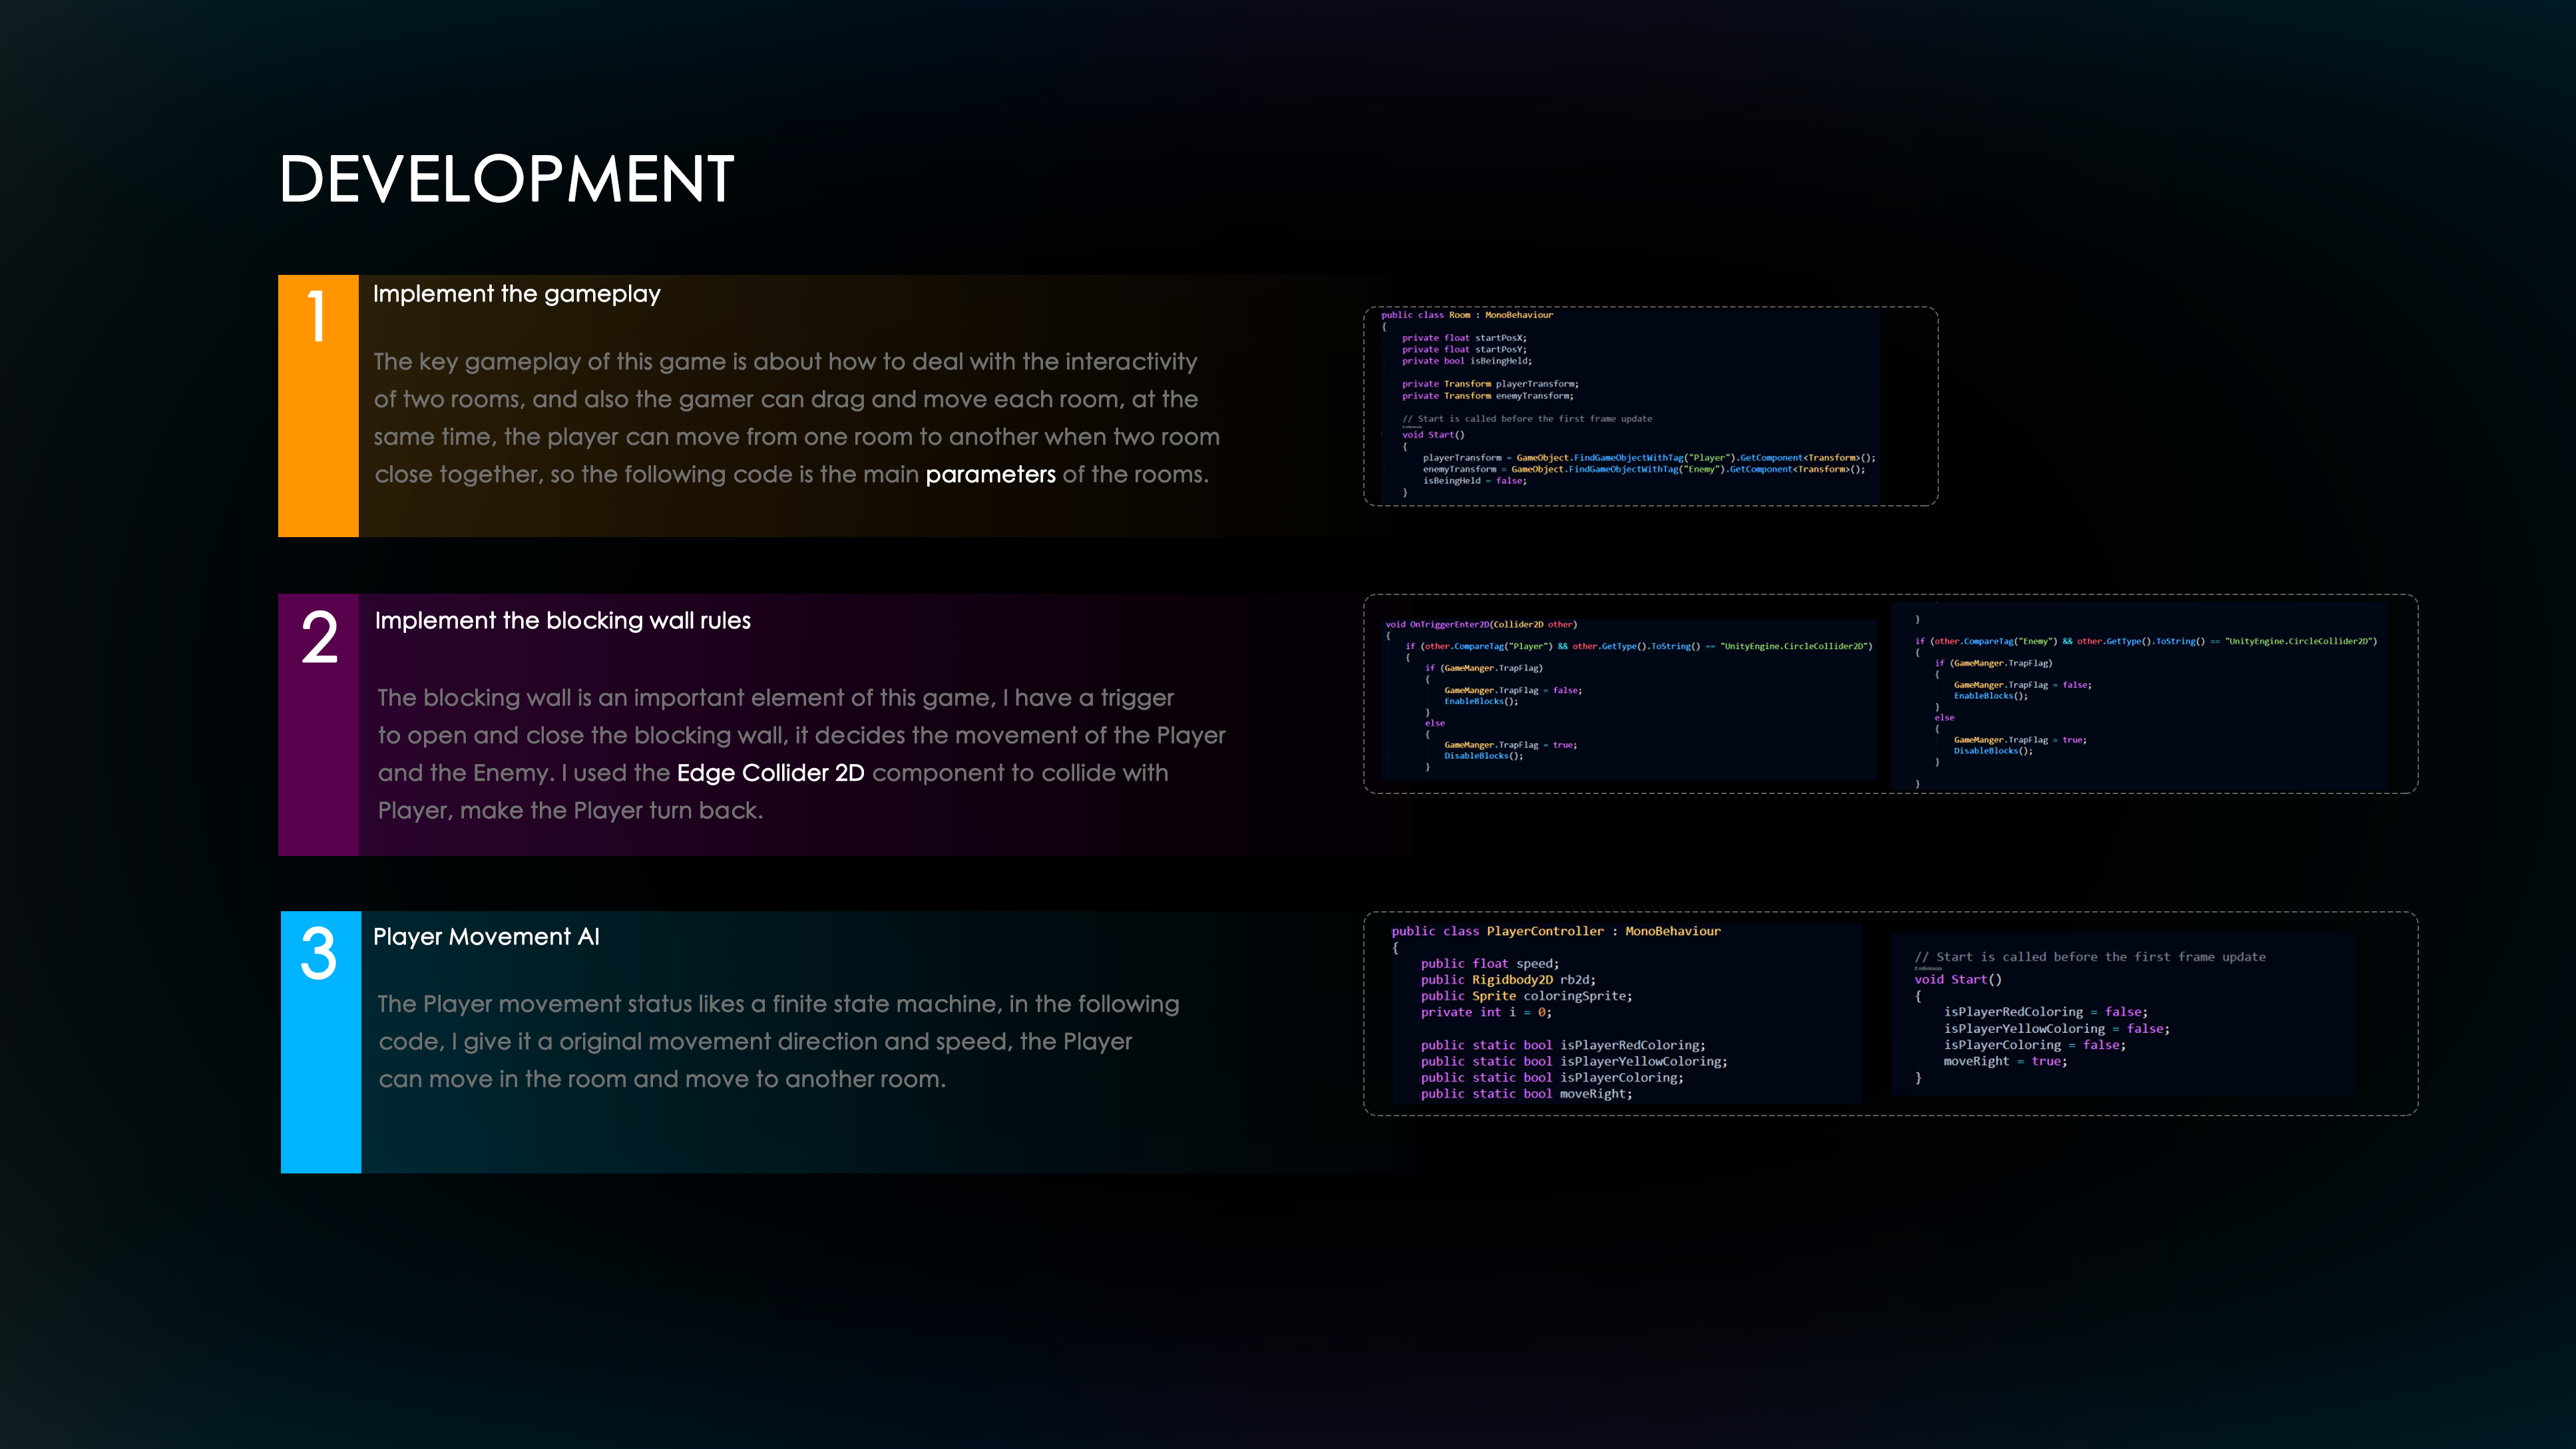 DEVELOPMENT
1
Implement the gameplay
The key gameplay of this game is about how to deal with the interactivity
of two rooms, and also the gamer can drag and move each room, at the
same time, the player can move from one room to another when two room
close together, so the following code is the main parameters of the rooms.
public class Room : MonoBehaviour
{
private float startPosX;
private float startPosY;
private bool isBeingHeld;
private Transform playerTransform;
private Transform enemyTransform;
// Start is called before the first frame update
void Start()
{
playerTransform = GameObject.FindGameObjectWithTag("Player").GetComponent<Transform>();
enemyTransform = GameObject.FindGameObjectWithTag("Enemy").GetComponent<Transform>();
isBeingHeld = false;
}
2
Implement the blocking wall rules
The blocking wall is an important element of this game, I have a trigger
to open and close the blocking wall, it decides the movement of the Player
and the Enemy. I used the Edge Collider 2D component to collide with
Player, make the Player turn back.
void OnTriggerEnter2D(Collider2D other)
{
if (other.CompareTag("Player") && other.GetType().ToString() == "UnityEngine.CircleCollider2D")
{
if (GameManger.TrapFlag)
{
GameManger.TrapFlag = false;
EnableBlocks();
}
else
{
GameManger.TrapFlag = true;
DisableBlocks();
}
}
if (other.CompareTag("Enemy") && other.GetType().ToString() == "UnityEngine.CircleCollider2D")
{
if (GameManger.TrapFlag)
{
GameManger.TrapFlag = false;
EnableBlocks();
}
else
{
GameManger.TrapFlag = true;
DisableBlocks();
}
}
3
Player Movement AI
The Player movement status likes a finite state machine, in the following
code, I give it a original movement direction and speed, the Player
can move in the room and move to another room.
public class PlayerController : MonoBehaviour
{
public float speed;
public Rigidbody2D rb2d;
public Sprite coloringSprite;
private int i = 0;
public static bool isPlayerRedColoring;
public static bool isPlayerYellowColoring;
public static bool isPlayerColoring;
public static bool moveRight;
// Start is called before the first frame update
void Start()
{
isPlayerRedColoring = false;
isPlayerYellowColoring = false;
isPlayerColoring = false;
moveRight = true;
}